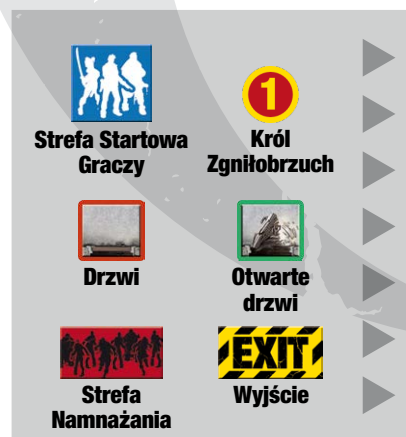 Strefa Startowa
Graczy
1
Król
Zgniłobrzuch
Drzwi
Otwarte
drzwi
Strefa
Namnażania
EXIT
Wyjście